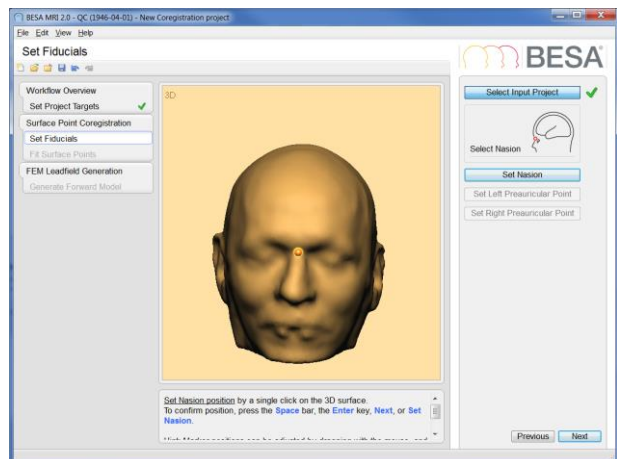 BESA MRI 2.0 - QC (1946-04-01) - New Coregistration project
File Edit View Help
Set Fiducials
BESA
Workflow Overview
Set Project Targets
Surface Point Coregistration
Set Fiducials
Fit Surface Points
FEM Leadfield Generation
Generate Forward Model
3D
Select Input Project
Select Nasion
Set Nasion
Set Left Preauricular Point
Set Right Preauricular Point
Set Nasion position by a single click on the 3D surface.
To confirm position, press the Space bar, the Enter key, Next, or Set
Nasion.
Previous Next